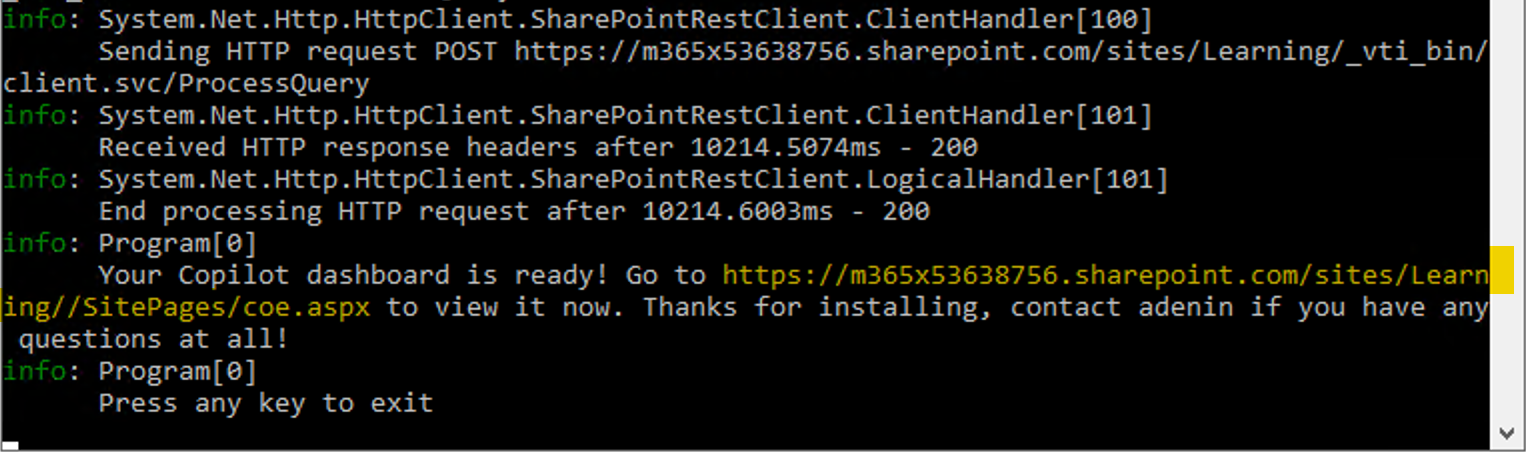 info: System.Net.Http.HttpClient.SharePointRestClient.ClientHandler[100]
Sending HTTP request POST https://m365x53638756.sharepoint.com/sites/Learning/_vti_bin/
client.svc/ProcessQuery
info: System.Net.Http.HttpClient.SharePointRestClient.ClientHandler[101]
Received HTTP response headers after 10214.5074ms - 200
info: System.Net.Http.HttpClient.SharePointRestClient.LogicalHandler[101]
End processing HTTP request after 10214.6003ms - 200
info: Program[0]
Your Copilot dashboard is ready! Go to https://m365x53638756.sharepoint.com/sites/Learn
ing//SitePages/coe.aspx to view it now. Thanks for installing, contact adenin if you have any
questions at all!
info: Program[0]
Press any key to exit